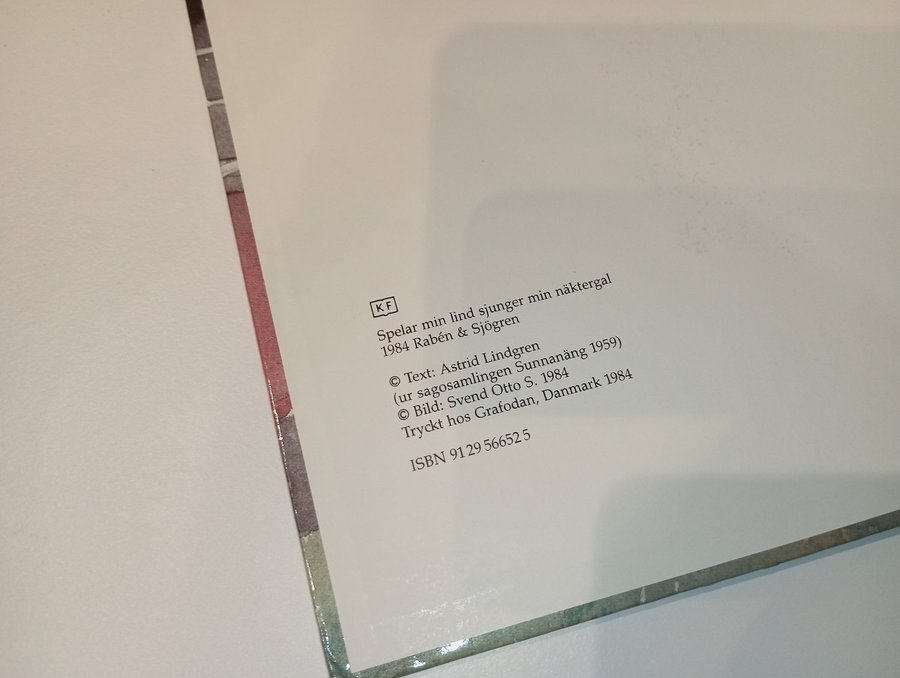 KF
Spelar min lind sjunger min näktergal
1984 Rabén & Sjögren
© Text: Astrid Lindgren
(ur sagosamlingen Sunnanäng 1959)
© Bild: Svend Otto S. 1984
Tryckt hos Grafodan, Danmark 1984
ISBN 91 29 56652 5